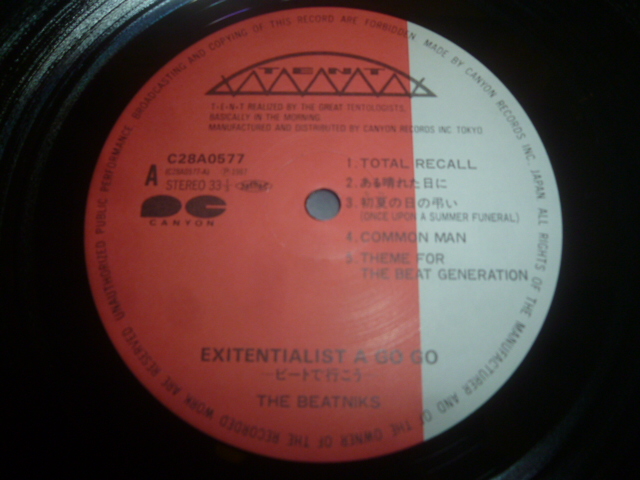 UNAUTHORIZED PUBLIC PERFORMANCE BROADCASTING AND COPYING OF THIS RECORD ARE FORBIDDEN. MADE BY CANYON RECORDS INC. JAPAN ALL RIGHTS OF THE MANUFACTURER AND OF THE OWNER OF THE RECORDED WORK ARE RESERVED
TENT
T·E·N·T REALIZED BY THE GREAT TENTOLOGISTS,
BASICALLY IN THE MORNING.
MANUFACTURED AND DISTRIBUTED BY CANYON RECORDS INC TOKYO.
C28A0577
(C28A0577-A) ℗ 1987
A STEREO 33⅓
CANYON
1. TOTAL RECALL
2. ある晴れた日に
3. 初夏の日の弔い
(ONCE UPON A SUMMER FUNERAL)
4. COMMON MAN
5. THEME FOR
THE BEAT GENERATION
EXITENTIALIST A GO GO
—ビートで行こう—
THE BEATNIKS